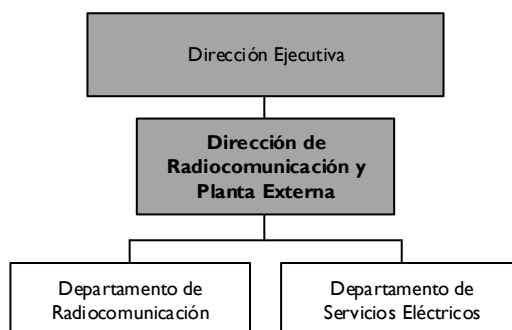 Dirección Ejecutiva
Dirección de
Radiocomunicación y
Planta Externa
Departamento de
Radiocomunicación
Departamento de
Servicios Eléctricos